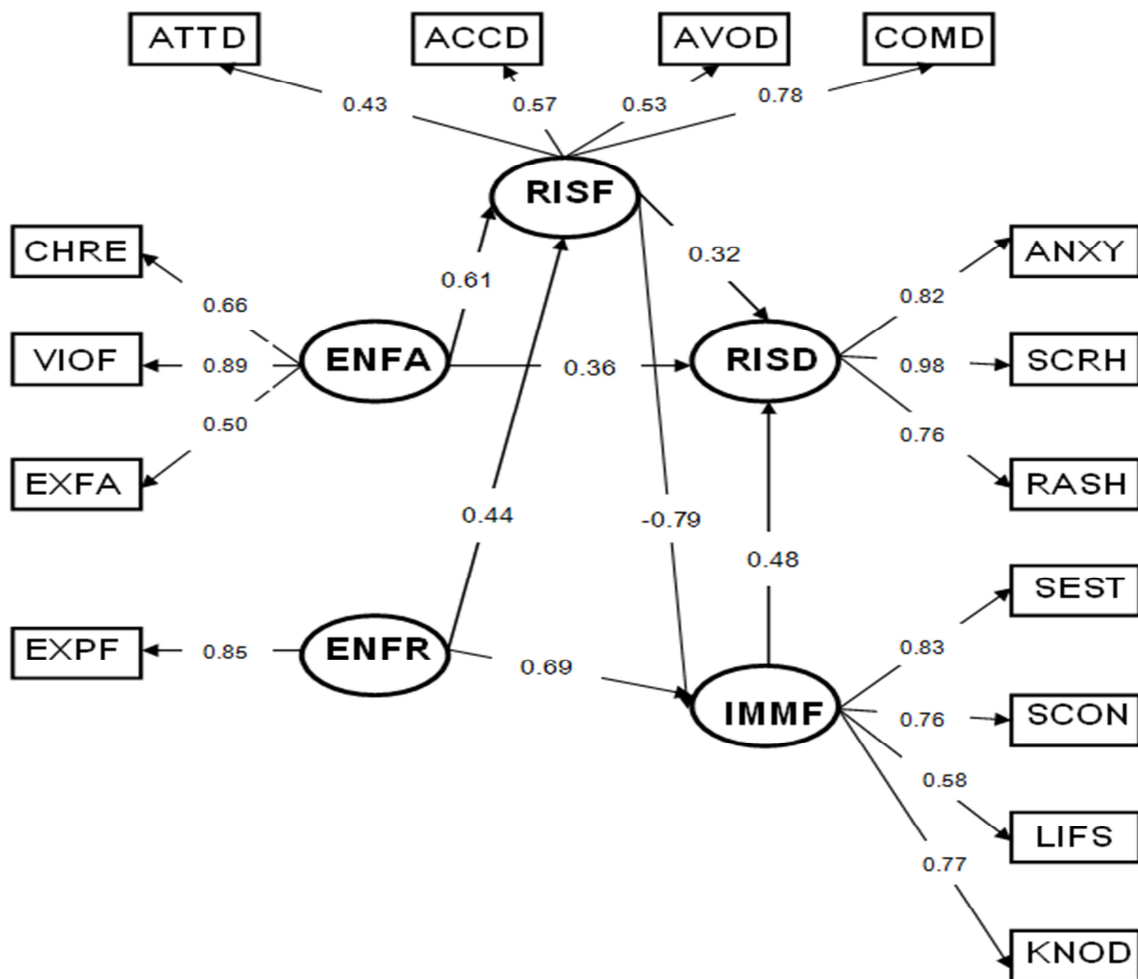 ATTD ACCD AVOD COMD
0.43 0.57 0.53 0.78
RISF
CHRE ANXY
0.32
0.61
0.66 0.82
VIOF 0.89 ENFA 0.36 RISD 0.98 SCRH
0.50 0.76
EXFA RASH
0.44 -0.79
0.48
SEST
EXPF 0.85 ENFR 0.69 0.83
IMMF 0.76 SCON
0.58
LIFS
0.77
KNOD